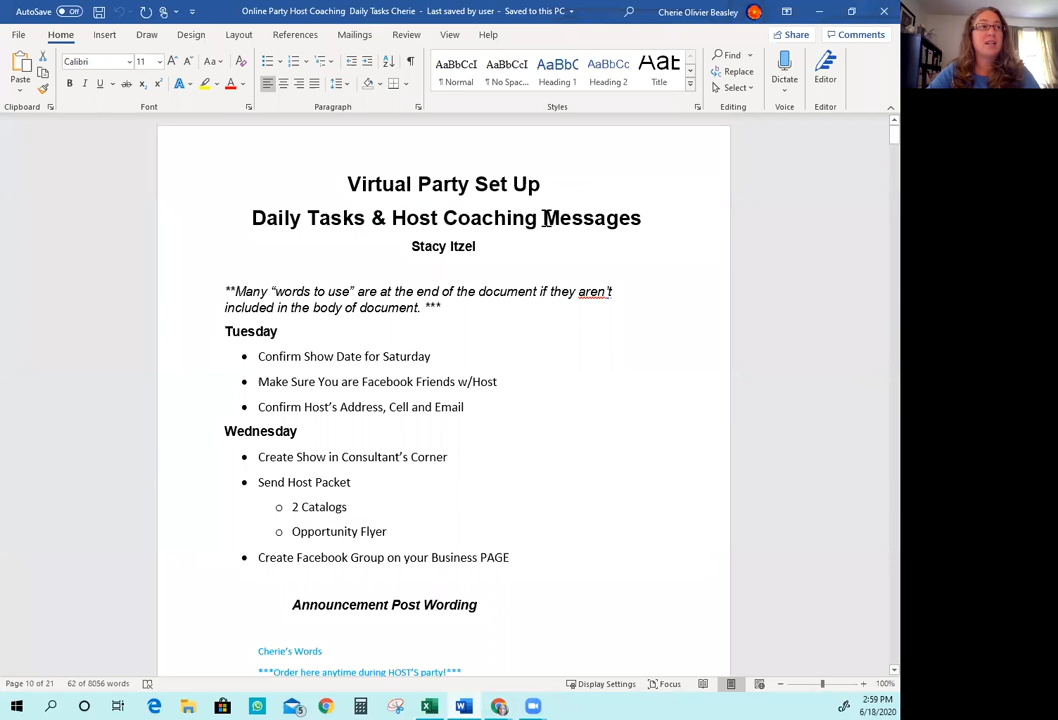 AutoSave Off Online Party Host Coaching Daily Tasks Cherie - Last saved by user - Saved to this PC Cherie Olivier Beasley
File Home Insert Draw Design Layout References Mailings Review View Help Share Comments
Paste Calibri 11 Aa AaBbCcI AaBbCcI AaBbC AaBbCc AaB Find Replace Select Dictate Editor
¶ Normal ¶ No Spac... Heading 1 Heading 2 Title
Clipboard Font Paragraph Styles Editing Voice Editor
Virtual Party Set Up
Daily Tasks & Host Coaching Messages
Stacy Itzel
**Many “words to use” are at the end of the document if they aren’t
included in the body of document. ***
Tuesday
• Confirm Show Date for Saturday
• Make Sure You are Facebook Friends w/Host
• Confirm Host’s Address, Cell and Email
Wednesday
• Create Show in Consultant’s Corner
• Send Host Packet
o 2 Catalogs
o Opportunity Flyer
• Create Facebook Group on your Business PAGE
Announcement Post Wording
Cherie’s Words
***Order here anytime during HOST’S party!***
Page 10 of 21 62 of 8056 words Display Settings Focus 100%
2:59 PM
6/18/2020